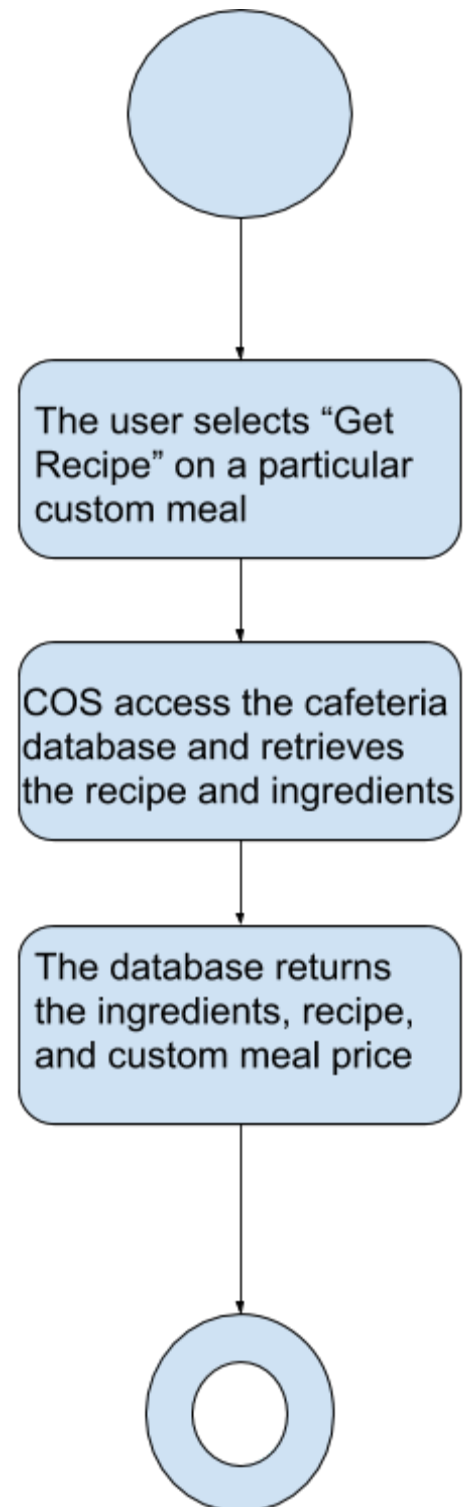 The user selects “Get
Recipe” on a particular
custom meal
COS access the cafeteria
database and retrieves
the recipe and ingredients
The database returns
the ingredients, recipe,
and custom meal price